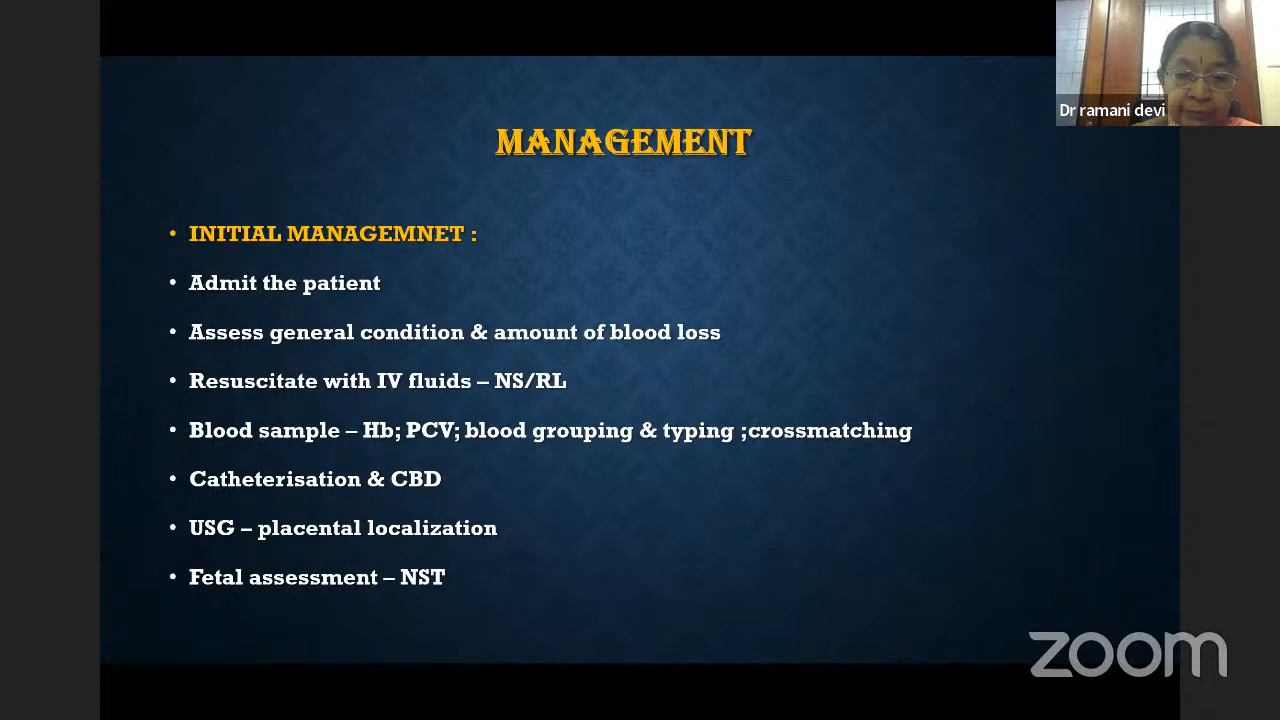 Dr ramani devi
MANAGEMENT
• INITIAL MANAGEMNET :
• Admit the patient
• Assess general condition & amount of blood loss
• Resuscitate with IV fluids – NS/RL
• Blood sample – Hb; PCV; blood grouping & typing ;crossmatching
• Catheterisation & CBD
• USG – placental localization
• Fetal assessment – NST
zoom